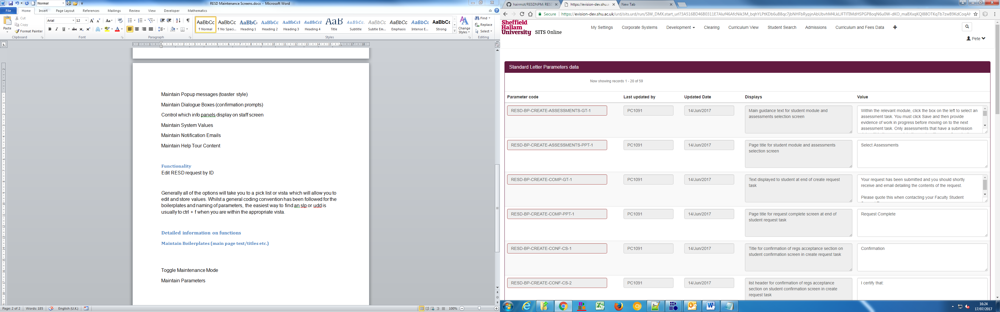 RESD Maintenance Screens.docx - Microsoft Word
Normal
File Home Insert Page Layout References Mailings Review View Developer Mathematics
Paste
Cut
Copy
Format Painter
Clipboard
Arial 12
Font
Paragraph
AaBbCc AaBbCc AaBbC AaBbCc AaBbCcI AaBbCcI AaB AaBbCc. AaBbCc AaBbCc AaBbCc AaBbCc
¶ Normal ¶ No Spaci... Heading 1 Heading 2 Heading 3 Heading 4 Title Subtitle Subtle Em... Emphasis Intense E... Strong
Styles
Change Styles
Find
Replace
Select
Editing
Maintain Popup messages (toaster style)
Maintain Dialogue Boxes (confirmation prompts)
Control which info panels display on staff screen
Maintain System Values
Maintain Notification Emails
Maintain Help Tour Content
Functionality
Edit RESD request by ID
Generally all of the options will take you to a pick list or vista which will allow you to
edit and store values. Whilst a general coding convention has been followed for the
boilerplates and naming of parameters, the easiest way to find an slp or udd is
usually to ctrl + f when you are within the appropriate vista.
Detailed information on functions
Maintain Boilerplates (main page text/titles etc.)
Toggle Maintenance Mode
Maintain Parameters
Page: 2 of 2 Words: 185 English (U.K.) 100%
hairmot/RESDNPM: RESD https://evision-dev.shu.a New Tab
Secure
Sheffield
Hallam
University SITS Online
My Settings Corporate Systems Development Clearing Curriculum View Student Search Admissions Curriculum and Fees Data
Pete
Standard Letter Parameters data
Now showing records 1 - 20 of 59
Parameter code Last updated by Updated Date Displays Value
RESD-BP-CREATE-ASSESSMENTS-GT-1 PC1091 14/Jun/2017
Main guidance text for student module and
assessments selection screen
Within the relevant module, click the box on the left to select an
assessment task. You must click Save and then provide
evidence of work in progress before moving on to the next
assessment task. Only assessments that have a submission
RESD-BP-CREATE-ASSESSMENTS-PPT-1 PC1091 14/Jun/2017
Page title for student module and assessments
selection screen
Select Assessments
RESD-BP-CREATE-COMP-GT-1 PC1091 14/Jun/2017
Text displayed to student at end of create request
task
Your request has been submitted and you should shortly
receive and email detailing the contents of the request.
Please quote this when contacting your Faculty Student
RESD-BP-CREATE-COMP-PPT-1 PC1091 14/Jun/2017
Page title for request complete screen at end of
student request task
Request Complete
RESD-BP-CREATE-CONF-CS-1 PC1091 14/Jun/2017
Title for confirmation of regs acceptance section on
student confirmation screen in create request task
Confirmation
RESD-BP-CREATE-CONF-CS-2 PC1091 14/Jun/2017
list header for confirmation of regs acceptance
section on student confirmation screen in create
request task
I certify that:
16:24
17/07/2017